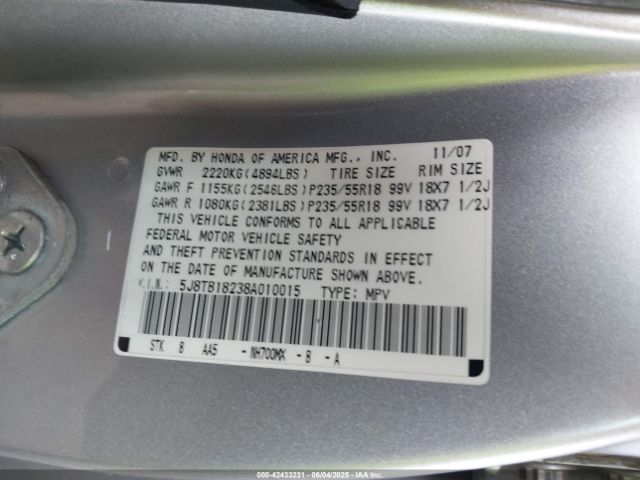 MFD. BY HONDA OF AMERICA MFG., INC. 11/07
GVWR 2220KG(4894LBS) TIRE SIZE RIM SIZE
GAWR F 1155KG(2546LBS)P235/55R18 99V 18X7 1/2J
GAWR R 1080KG(2381LBS)P235/55R18 99V 18X7 1/2J
THIS VEHICLE CONFORMS TO ALL APPLICABLE
FEDERAL MOTOR VEHICLE SAFETY
AND THEFT PREVENTION STANDARDS IN EFFECT
ON THE DATE OF MANUFACTURE SHOWN ABOVE.
V.I.N.: 5J8TB18238A010015 TYPE: MPV
STK 8 AA5 -NH700MX -B -A
000-42433231 - 06/04/2025 - IAAI, Inc.